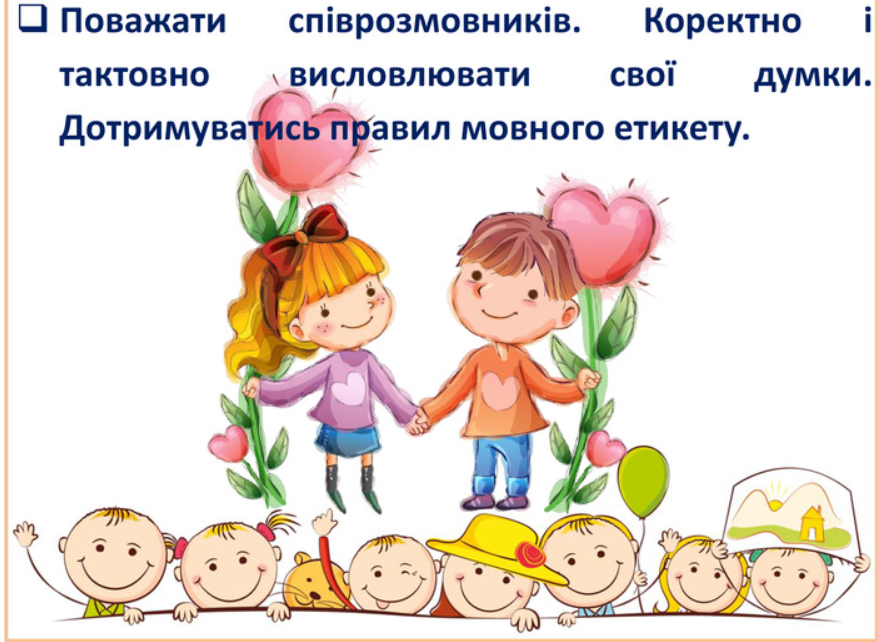 ❑ Поважати співрозмовників. Коректно і
тактовно висловлювати свої думки.
Дотримуватись правил мовного етикету.